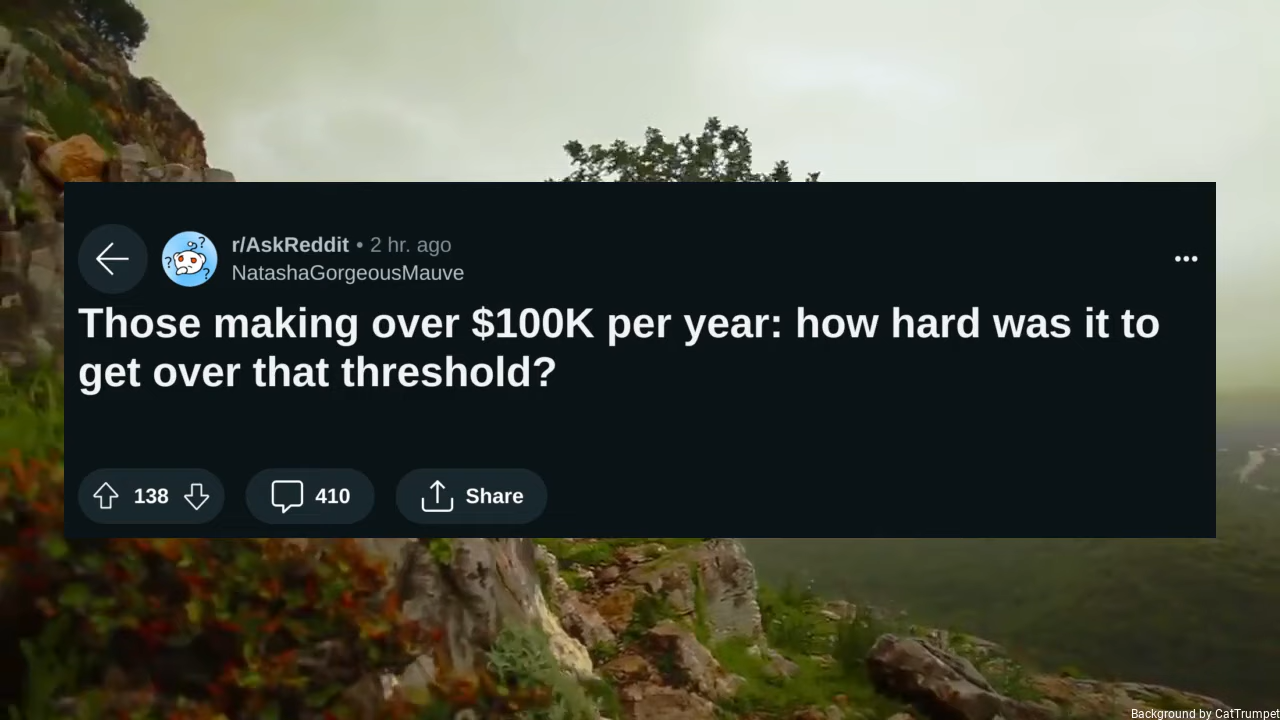 r/AskReddit • 2 hr. ago
NatashaGorgeousMauve
Those making over $100K per year: how hard was it to
get over that threshold?
138
410
Share
Background by CatTrumpet